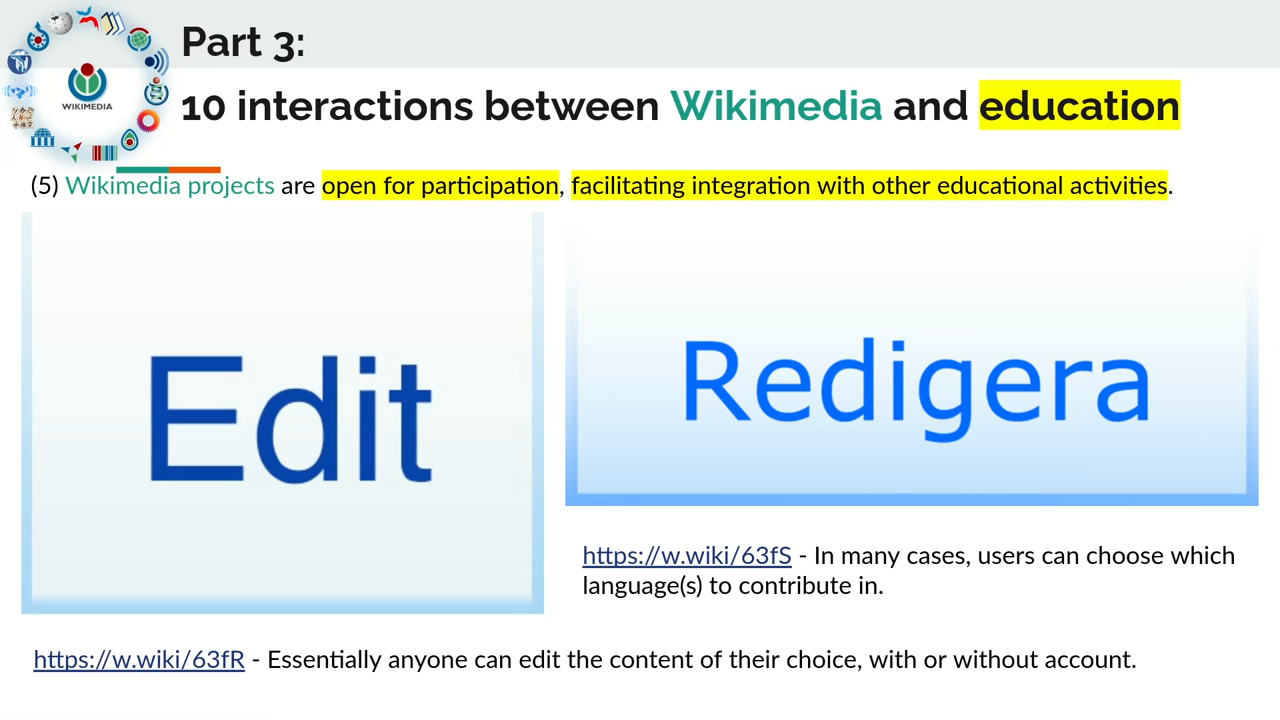 WIKIMEDIA
Part 3:
10 interactions between Wikimedia and education
(5) Wikimedia projects are open for participation, facilitating integration with other educational activities.
Edit
Redigera
https://w.wiki/63fS - In many cases, users can choose which
language(s) to contribute in.
https://w.wiki/63fR - Essentially anyone can edit the content of their choice, with or without account.